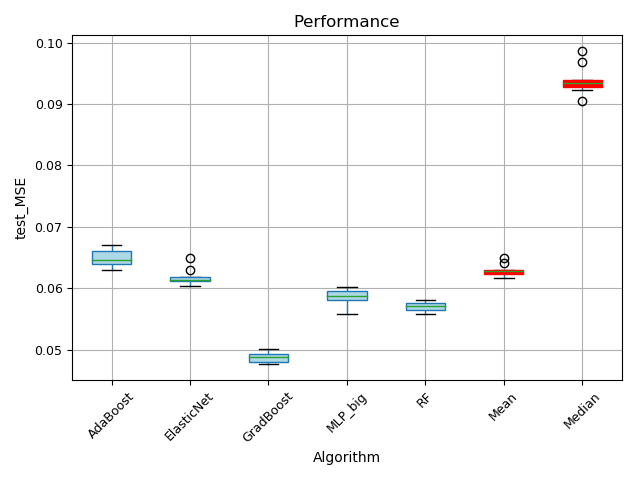 Performance
test_MSE
0.10
0.09
0.08
0.07
0.06
0.05
AdaBoost
ElasticNet
GradBoost
MLP_big
RF
Mean
Median
Algorithm